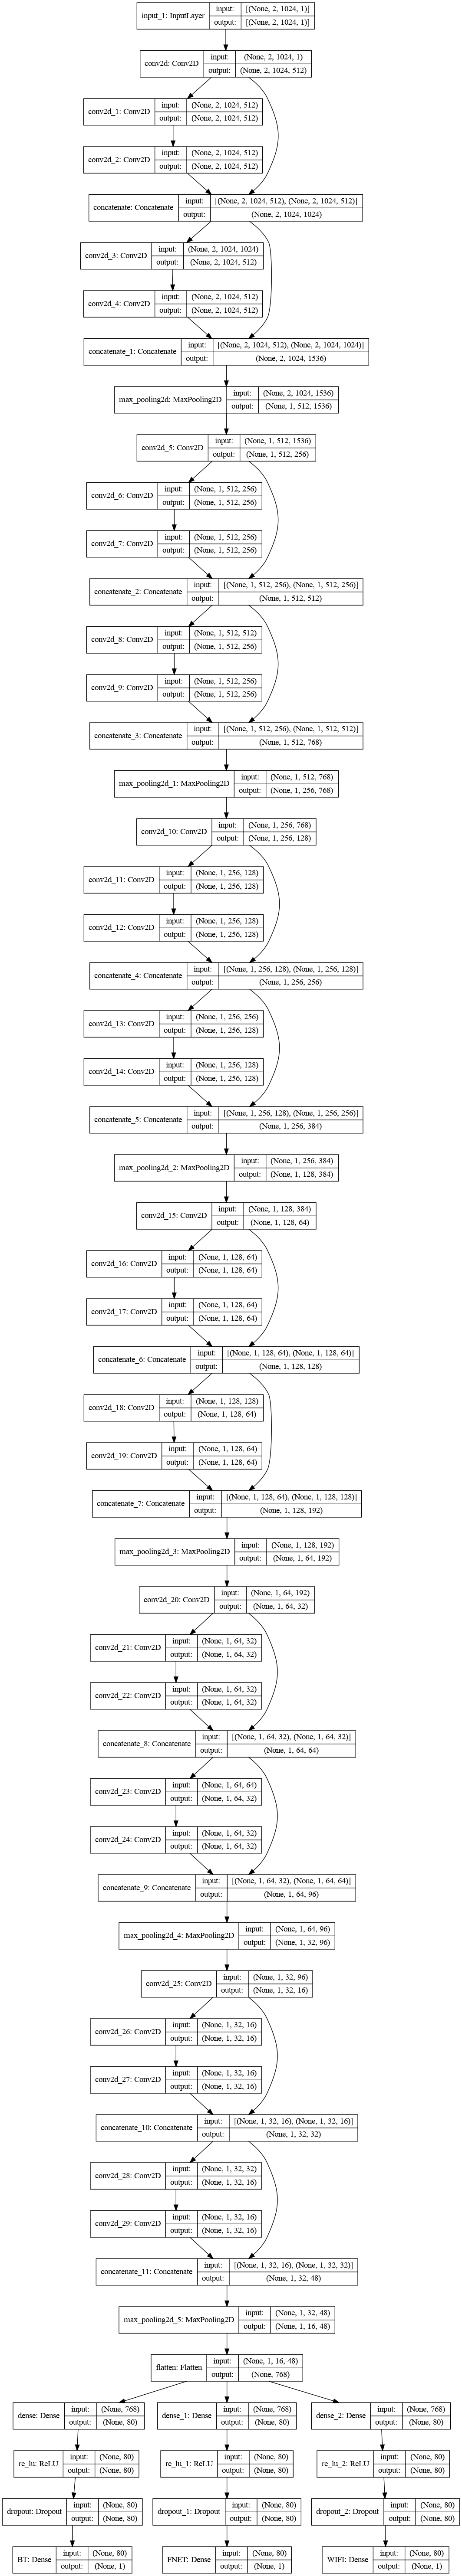 input_1: InputLayer input: [(None, 2, 1024, 1)]
output: [(None, 2, 1024, 1)]
conv2d: Conv2D input: (None, 2, 1024, 1)
output: (None, 2, 1024, 512)
conv2d_1: Conv2D input: (None, 2, 1024, 512)
output: (None, 2, 1024, 512)
conv2d_2: Conv2D input: (None, 2, 1024, 512)
output: (None, 2, 1024, 512)
concatenate: Concatenate input: [(None, 2, 1024, 512), (None, 2, 1024, 512)]
output: (None, 2, 1024, 1024)
conv2d_3: Conv2D input: (None, 2, 1024, 1024)
output: (None, 2, 1024, 512)
conv2d_4: Conv2D input: (None, 2, 1024, 512)
output: (None, 2, 1024, 512)
concatenate_1: Concatenate input: [(None, 2, 1024, 512), (None, 2, 1024, 1024)]
output: (None, 2, 1024, 1536)
max_pooling2d: MaxPooling2D input: (None, 2, 1024, 1536)
output: (None, 1, 512, 1536)
conv2d_5: Conv2D input: (None, 1, 512, 1536)
output: (None, 1, 512, 256)
conv2d_6: Conv2D input: (None, 1, 512, 256)
output: (None, 1, 512, 256)
conv2d_7: Conv2D input: (None, 1, 512, 256)
output: (None, 1, 512, 256)
concatenate_2: Concatenate input: [(None, 1, 512, 256), (None, 1, 512, 256)]
output: (None, 1, 512, 512)
conv2d_8: Conv2D input: (None, 1, 512, 512)
output: (None, 1, 512, 256)
conv2d_9: Conv2D input: (None, 1, 512, 256)
output: (None, 1, 512, 256)
concatenate_3: Concatenate input: [(None, 1, 512, 256), (None, 1, 512, 512)]
output: (None, 1, 512, 768)
max_pooling2d_1: MaxPooling2D input: (None, 1, 512, 768)
output: (None, 1, 256, 768)
conv2d_10: Conv2D input: (None, 1, 256, 768)
output: (None, 1, 256, 128)
conv2d_11: Conv2D input: (None, 1, 256, 128)
output: (None, 1, 256, 128)
conv2d_12: Conv2D input: (None, 1, 256, 128)
output: (None, 1, 256, 128)
concatenate_4: Concatenate input: [(None, 1, 256, 128), (None, 1, 256, 128)]
output: (None, 1, 256, 256)
conv2d_13: Conv2D input: (None, 1, 256, 256)
output: (None, 1, 256, 128)
conv2d_14: Conv2D input: (None, 1, 256, 128)
output: (None, 1, 256, 128)
concatenate_5: Concatenate input: [(None, 1, 256, 128), (None, 1, 256, 256)]
output: (None, 1, 256, 384)
max_pooling2d_2: MaxPooling2D input: (None, 1, 256, 384)
output: (None, 1, 128, 384)
conv2d_15: Conv2D input: (None, 1, 128, 384)
output: (None, 1, 128, 64)
conv2d_16: Conv2D input: (None, 1, 128, 64)
output: (None, 1, 128, 64)
conv2d_17: Conv2D input: (None, 1, 128, 64)
output: (None, 1, 128, 64)
concatenate_6: Concatenate input: [(None, 1, 128, 64), (None, 1, 128, 64)]
output: (None, 1, 128, 128)
conv2d_18: Conv2D input: (None, 1, 128, 128)
output: (None, 1, 128, 64)
conv2d_19: Conv2D input: (None, 1, 128, 64)
output: (None, 1, 128, 64)
concatenate_7: Concatenate input: [(None, 1, 128, 64), (None, 1, 128, 128)]
output: (None, 1, 128, 192)
max_pooling2d_3: MaxPooling2D input: (None, 1, 128, 192)
output: (None, 1, 64, 192)
conv2d_20: Conv2D input: (None, 1, 64, 192)
output: (None, 1, 64, 32)
conv2d_21: Conv2D input: (None, 1, 64, 32)
output: (None, 1, 64, 32)
conv2d_22: Conv2D input: (None, 1, 64, 32)
output: (None, 1, 64, 32)
concatenate_8: Concatenate input: [(None, 1, 64, 32), (None, 1, 64, 32)]
output: (None, 1, 64, 64)
conv2d_23: Conv2D input: (None, 1, 64, 64)
output: (None, 1, 64, 32)
conv2d_24: Conv2D input: (None, 1, 64, 32)
output: (None, 1, 64, 32)
concatenate_9: Concatenate input: [(None, 1, 64, 32), (None, 1, 64, 64)]
output: (None, 1, 64, 96)
max_pooling2d_4: MaxPooling2D input: (None, 1, 64, 96)
output: (None, 1, 32, 96)
conv2d_25: Conv2D input: (None, 1, 32, 96)
output: (None, 1, 32, 16)
conv2d_26: Conv2D input: (None, 1, 32, 16)
output: (None, 1, 32, 16)
conv2d_27: Conv2D input: (None, 1, 32, 16)
output: (None, 1, 32, 16)
concatenate_10: Concatenate input: [(None, 1, 32, 16), (None, 1, 32, 16)]
output: (None, 1, 32, 32)
conv2d_28: Conv2D input: (None, 1, 32, 32)
output: (None, 1, 32, 16)
conv2d_29: Conv2D input: (None, 1, 32, 16)
output: (None, 1, 32, 16)
concatenate_11: Concatenate input: [(None, 1, 32, 16), (None, 1, 32, 32)]
output: (None, 1, 32, 48)
max_pooling2d_5: MaxPooling2D input: (None, 1, 32, 48)
output: (None, 1, 16, 48)
flatten: Flatten input: (None, 1, 16, 48)
output: (None, 768)
dense: Dense input: (None, 768) dense_1: Dense input: (None, 768) dense_2: Dense input: (None, 768)
output: (None, 80) output: (None, 80) output: (None, 80)
re_lu: ReLU input: (None, 80) re_lu_1: ReLU input: (None, 80) re_lu_2: ReLU input: (None, 80)
output: (None, 80) output: (None, 80) output: (None, 80)
dropout: Dropout input: (None, 80) dropout_1: Dropout input: (None, 80) dropout_2: Dropout input: (None, 80)
output: (None, 80) output: (None, 80) output: (None, 80)
BT: Dense input: (None, 80) FNET: Dense input: (None, 80) WIFI: Dense input: (None, 80)
output: (None, 1) output: (None, 1) output: (None, 1)